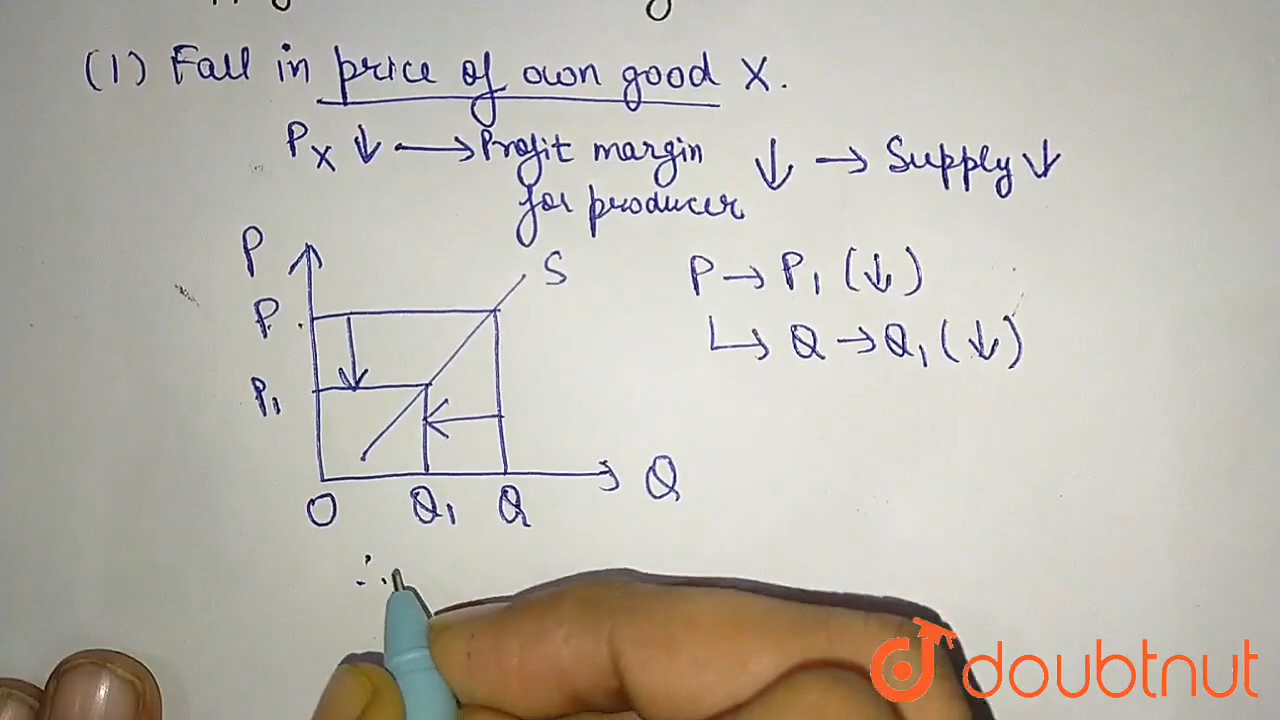 (1) Fall in price of own good X.
PX ↓ → Profit margin ↓ → Supply ↓
for producer
P
S
P
P1
O Q1 Q Q
P → P1 (↓)
↳ Q → Q1 (↓)
∴
doubtnut